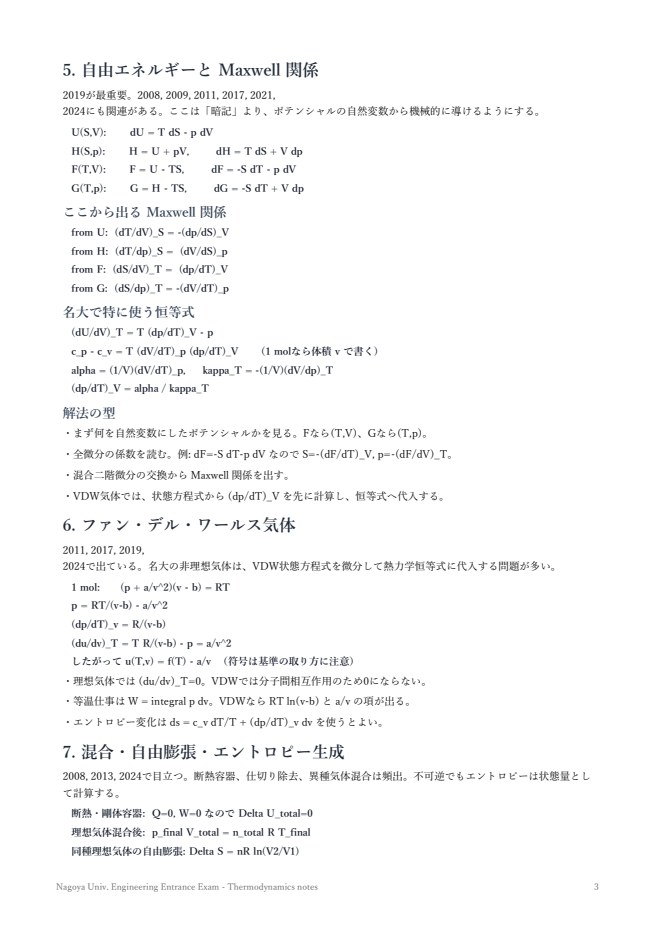 5. 自由エネルギーと Maxwell 関係
2019が最重要。2008, 2009, 2011, 2017, 2021,
2024にも関連がある。ここは「暗記」より、ポテンシャルの自然変数から機械的に導けるようにする。
U(S,V): dU = T dS - p dV
H(S,p): H = U + pV, dH = T dS + V dp
F(T,V): F = U - TS, dF = -S dT - p dV
G(T,p): G = H - TS, dG = -S dT + V dp
ここから出る Maxwell 関係
from U: (dT/dV)_S = -(dp/dS)_V
from H: (dT/dp)_S = (dV/dS)_p
from F: (dS/dV)_T = (dp/dT)_V
from G: (dS/dp)_T = -(dV/dT)_p
名大で特に使う恒等式
(dU/dV)_T = T (dp/dT)_V - p
c_p - c_v = T (dV/dT)_p (dp/dT)_V （1 molなら体積 v で書く）
alpha = (1/V)(dV/dT)_p, kappa_T = -(1/V)(dV/dp)_T
(dp/dT)_V = alpha / kappa_T
解法の型
・まず何を自然変数にしたポテンシャルかを見る。Fなら(T,V)、Gなら(T,p)。
・全微分の係数を読む。例: dF=-S dT-p dV なので S=-(dF/dT)_V, p=-(dF/dV)_T。
・混合二階微分の交換から Maxwell 関係を出す。
・VDW気体では、状態方程式から (dp/dT)_V を先に計算し、恒等式へ代入する。
6. ファン・デル・ワールス気体
2011, 2017, 2019,
2024で出ている。名大の非理想気体は、VDW状態方程式を微分して熱力学恒等式に代入する問題が多い。
1 mol: (p + a/v^2)(v - b) = RT
p = RT/(v-b) - a/v^2
(dp/dT)_v = R/(v-b)
(du/dv)_T = T R/(v-b) - p = a/v^2
したがって u(T,v) = f(T) - a/v （符号は基準の取り方に注意）
・理想気体では (du/dv)_T=0。VDWでは分子間相互作用のため0にならない。
・等温仕事は W = integral p dv。VDWなら RT ln(v-b) と a/v の項が出る。
・エントロピー変化は ds = c_v dT/T + (dp/dT)_v dv を使うとよい。
7. 混合・自由膨張・エントロピー生成
2008, 2013, 2024で目立つ。断熱容器、仕切り除去、異種気体混合は頻出。不可逆でもエントロピーは状態量とし
て計算する。
断熱・剛体容器: Q=0, W=0 なので Delta U_total=0
理想気体混合後: p_final V_total = n_total R T_final
同種理想気体の自由膨張: Delta S = nR ln(V2/V1)
Nagoya Univ. Engineering Entrance Exam - Thermodynamics notes
3